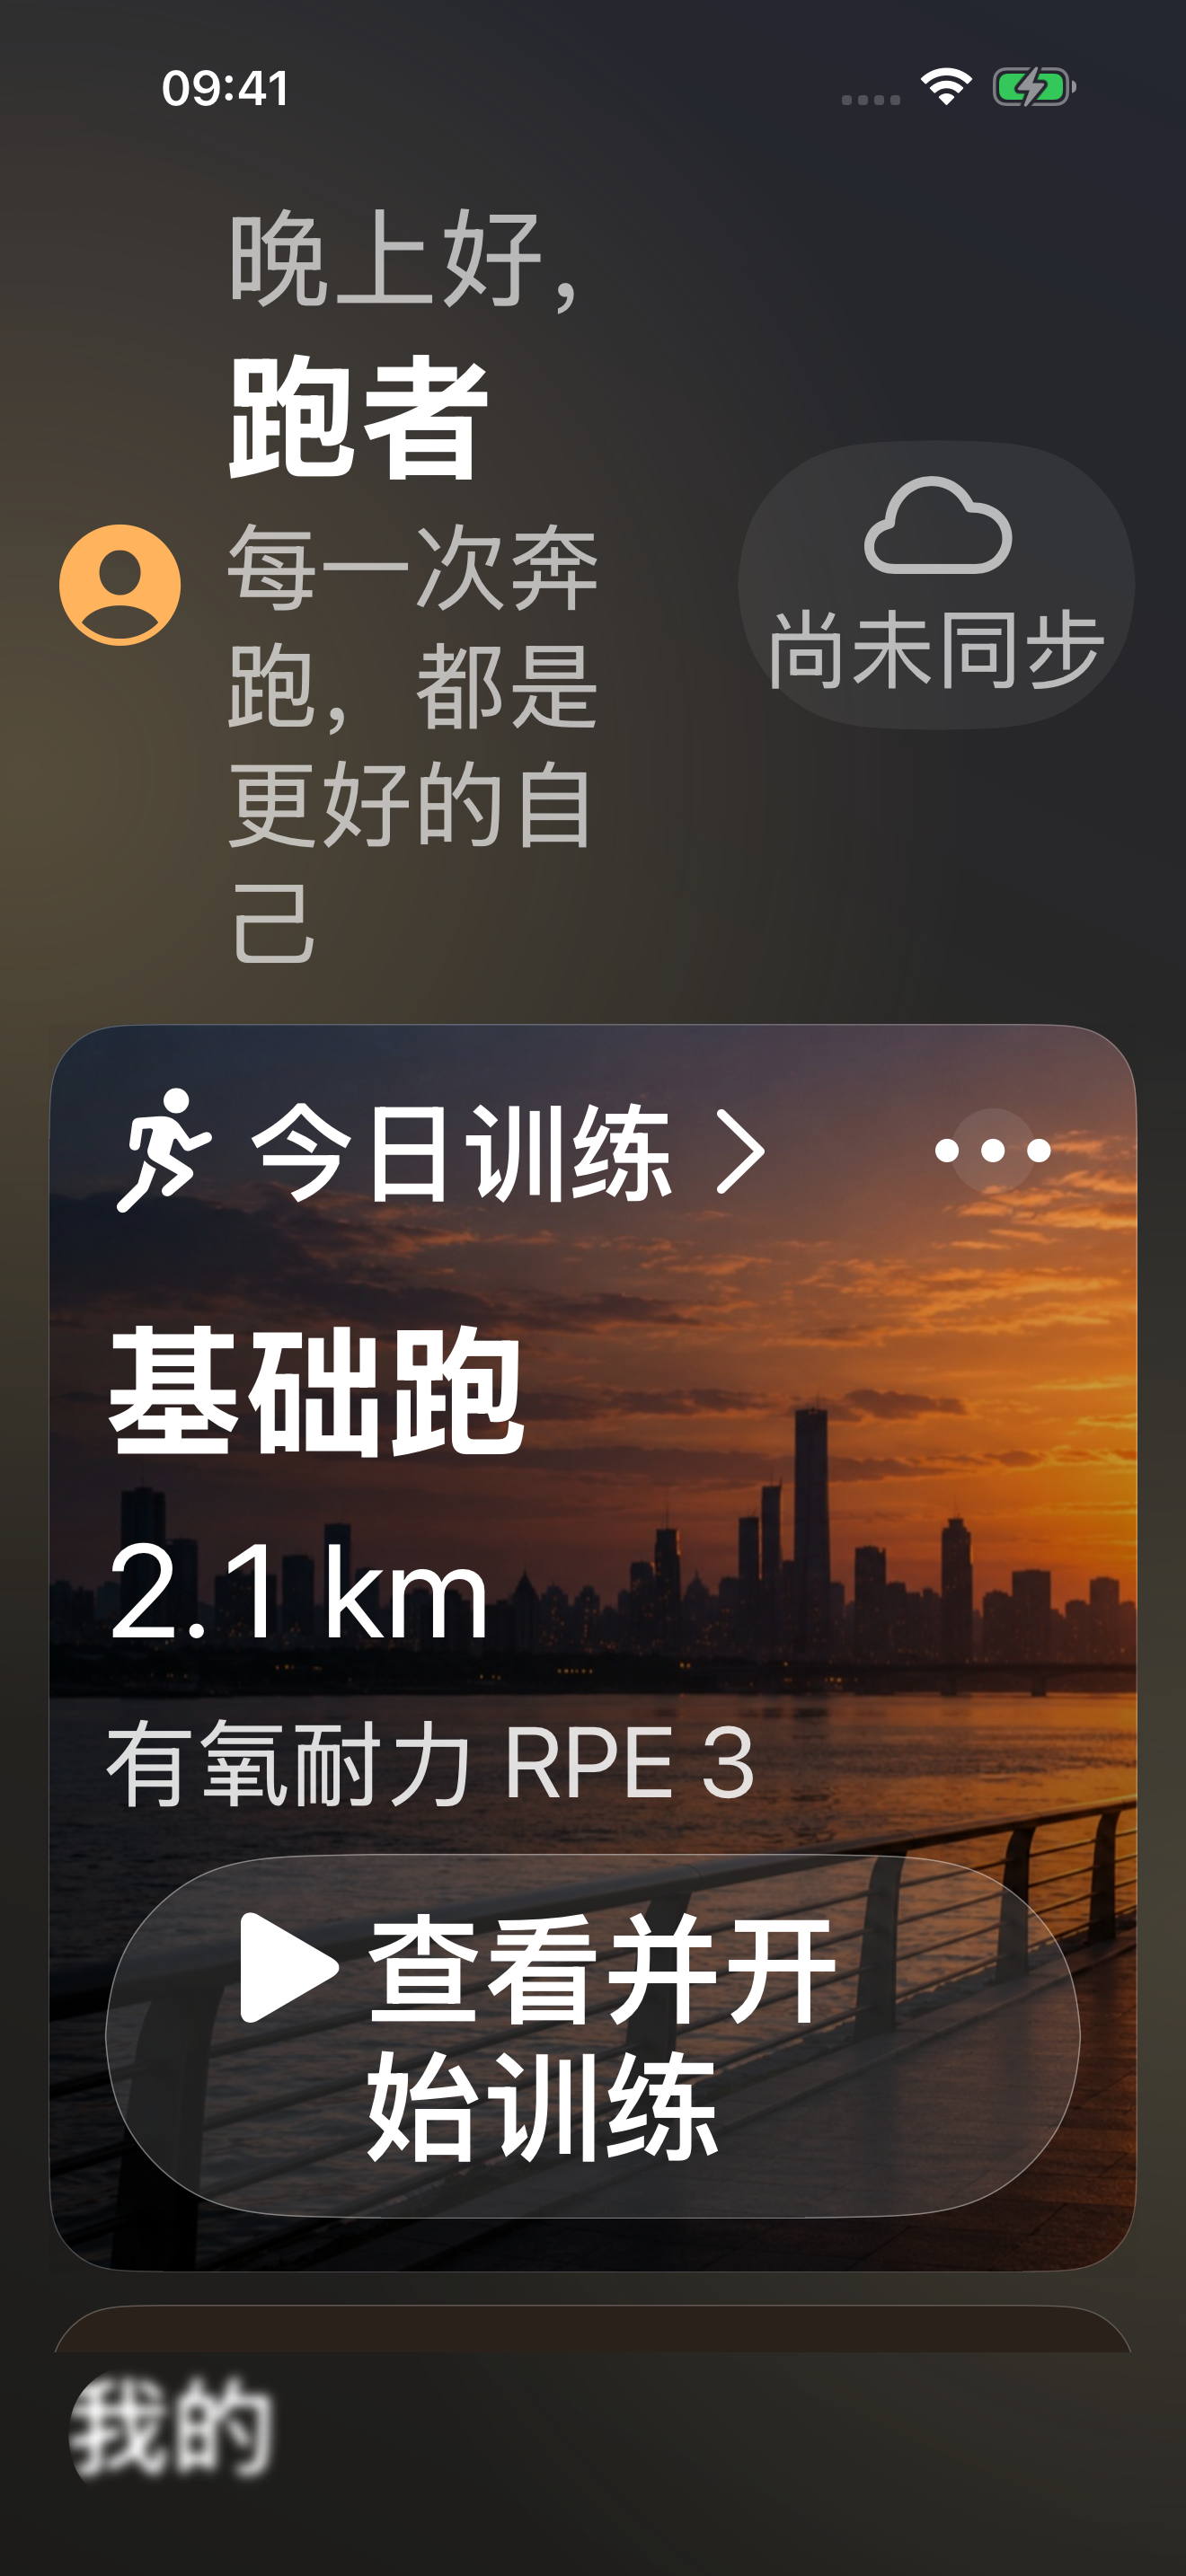 09:41
晚上好，
跑者
每一次奔
跑，都是
更好的自
己
尚未同步
今日训练
基础跑
2.1 km
有氧耐力 RPE 3
查看并开
始训练
我的